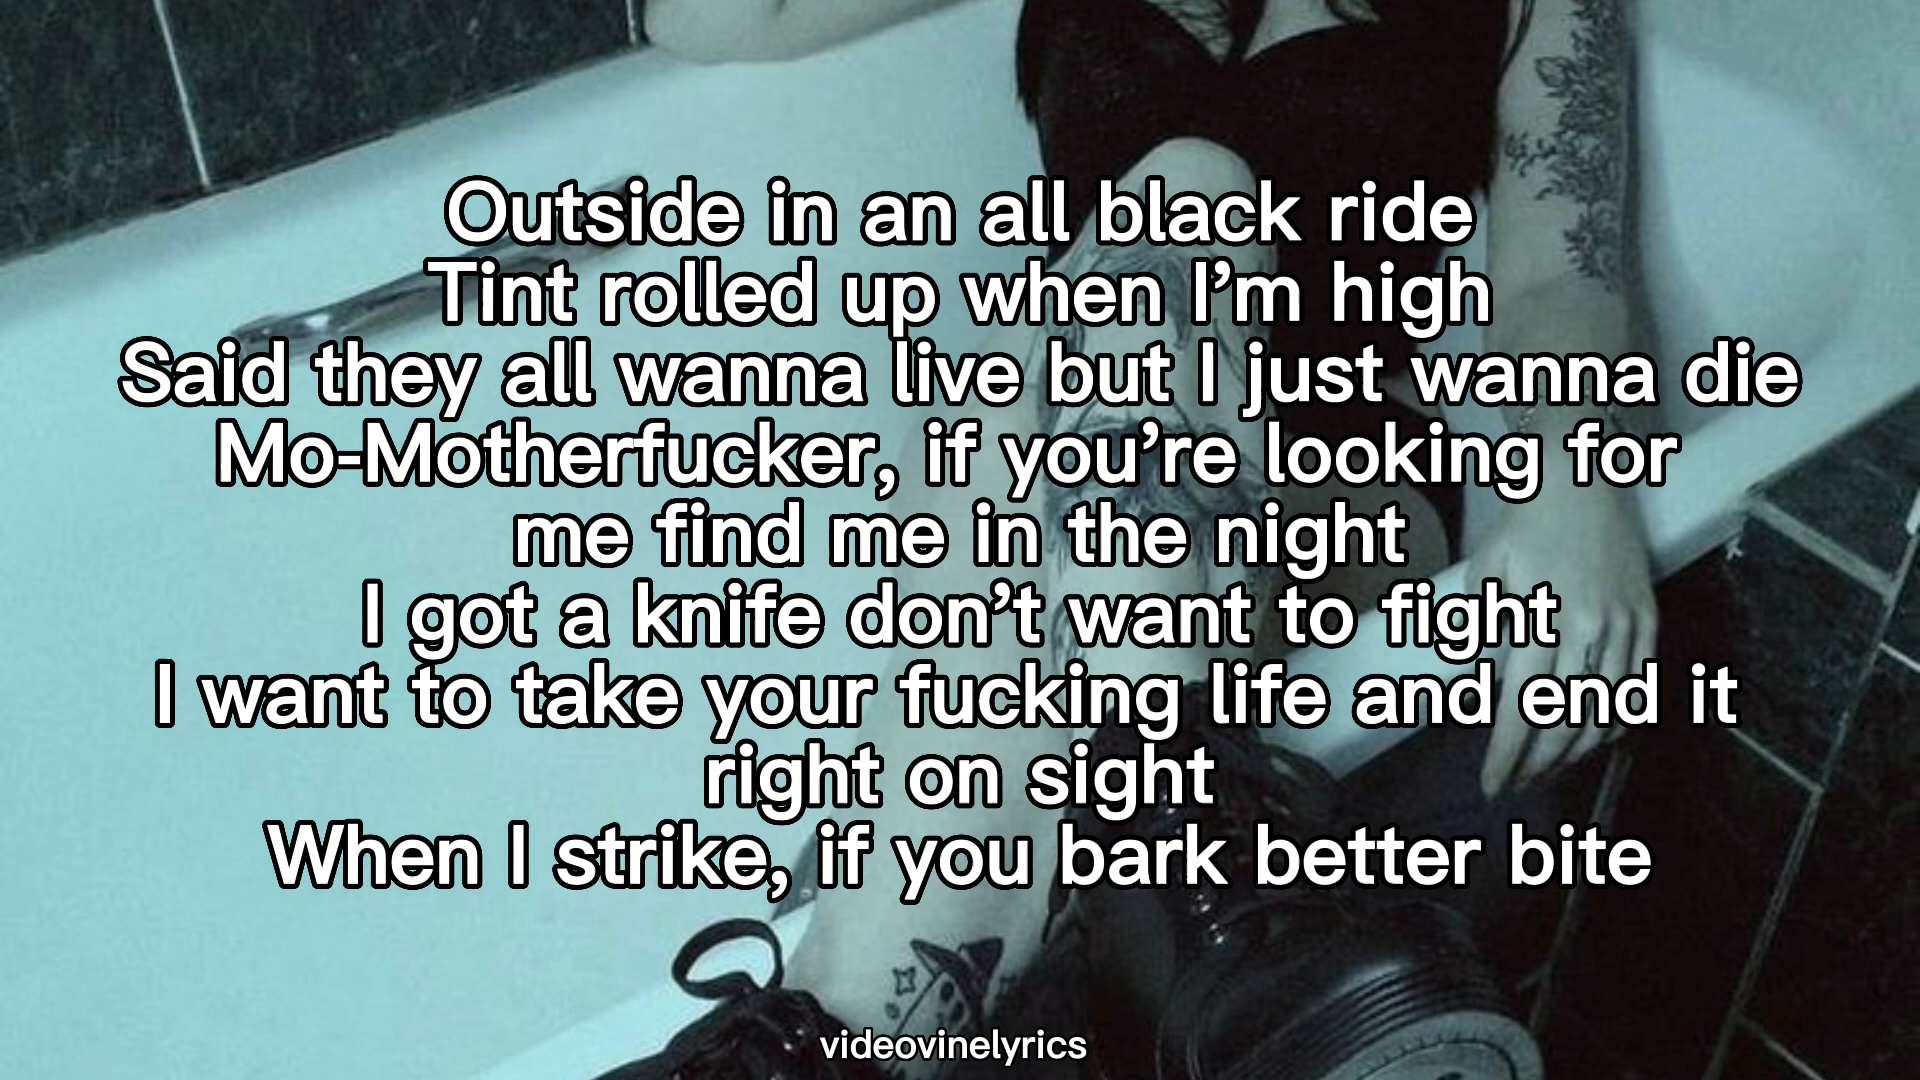 Outside in an all black ride
Tint rolled up when I’m high
Said they all wanna live but I just wanna die
Mo-Motherfucker, if you’re looking for
me find me in the night
I got a knife don’t want to fight
I want to take your fucking life and end it
right on sight
When I strike, if you bark better bite
videovinelyrics